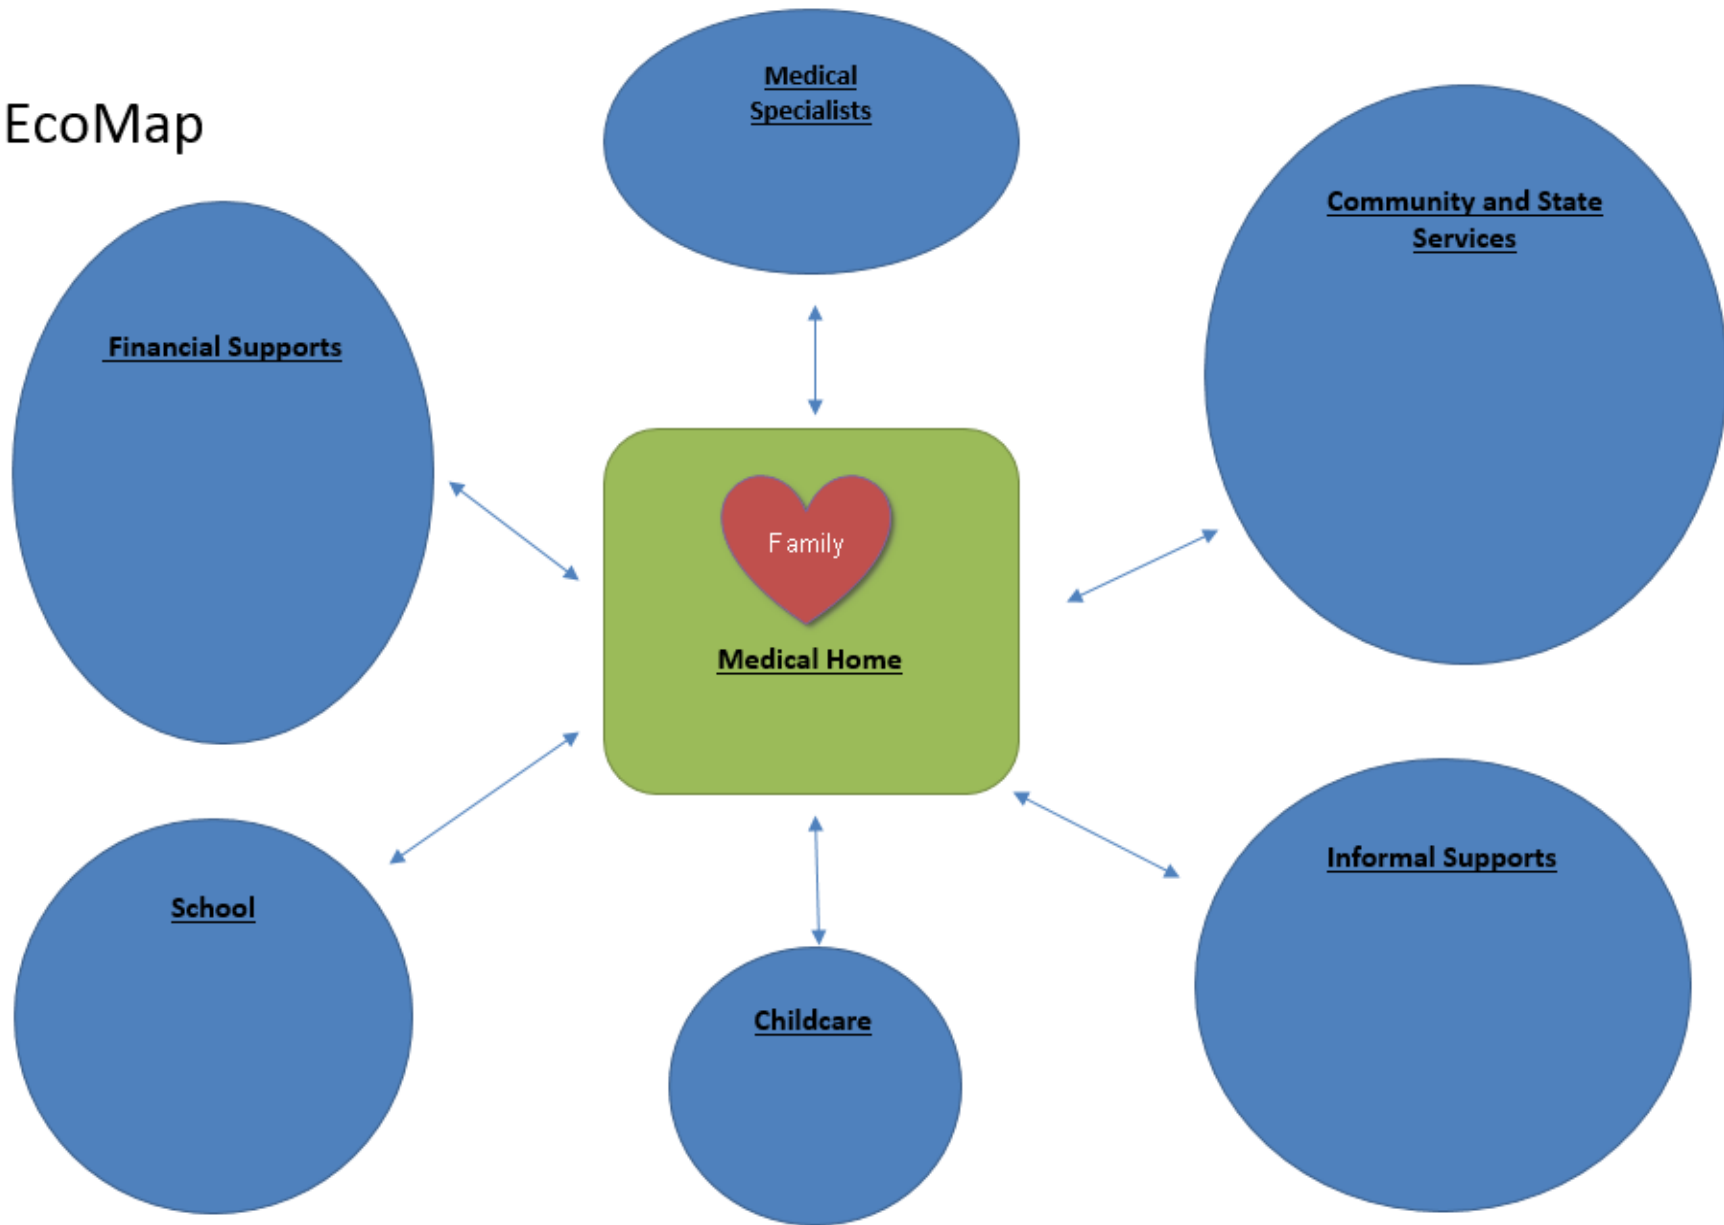 EcoMap
Medical
Specialists
Community and State
Services
Financial Supports
Family
Medical Home
School
Childcare
Informal Supports